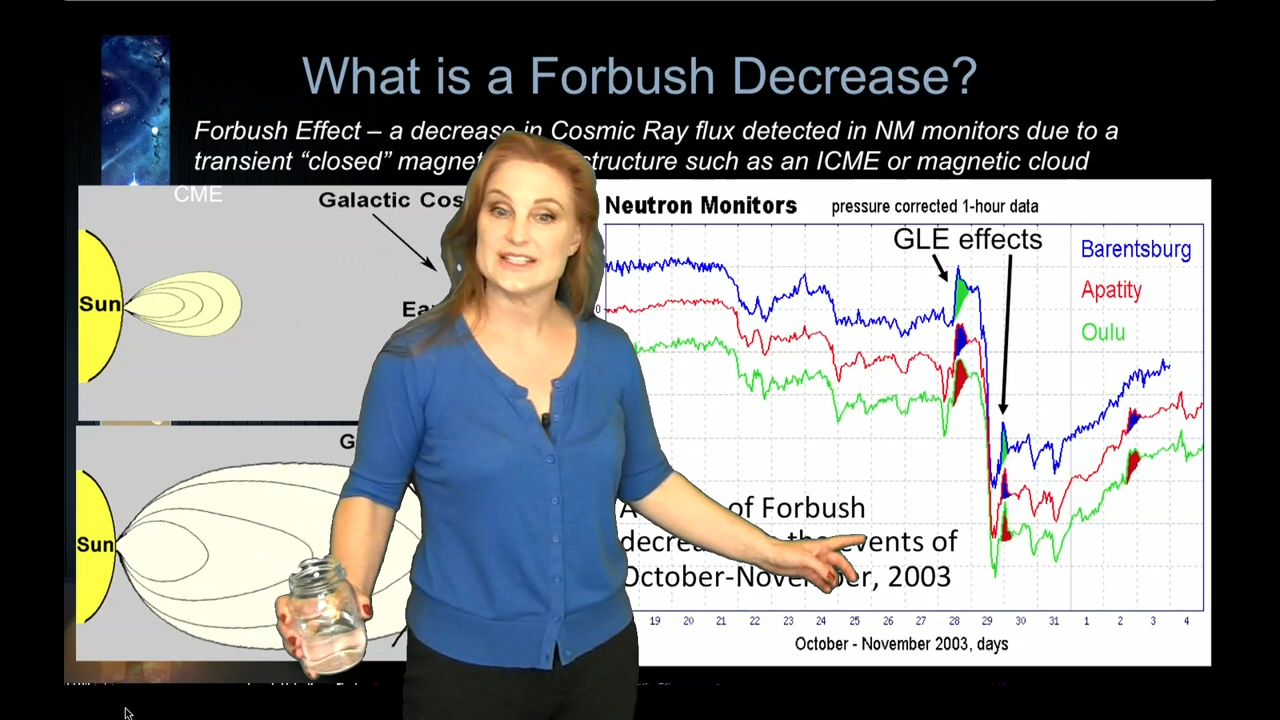 What is a Forbush Decrease?
Forbush Effect – a decrease in Cosmic Ray flux detected in NM monitors due to a
transient "closed" magnet structure such as an ICME or magnetic cloud
CME
Galactic Cos
Sun
Ea
G
Sun
Neutron Monitors
pressure corrected 1-hour data
GLE effects
Barentsburg
Apatity
Oulu
0
of Forbush
decrea the events of
October-November, 2003
19 20 21 22 23 24 25 26 27 28 29 30 31 1 2 3 4
October - November 2003, days